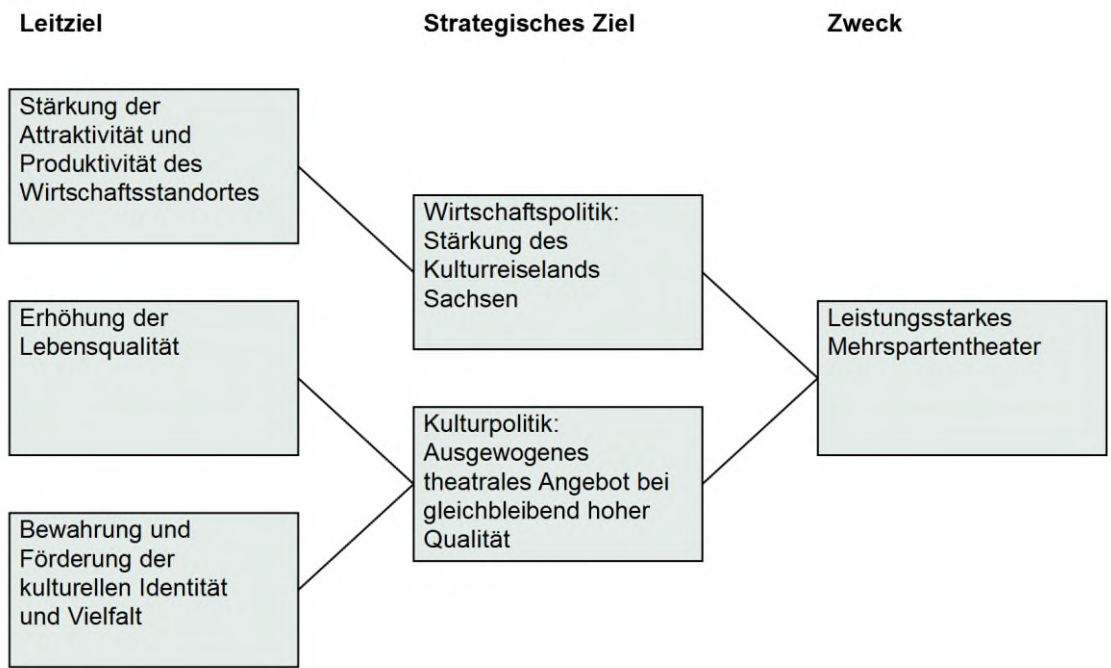 Leitziel
Strategisches Ziel
Zweck
Stärkung der
Attraktivität und
Produktivität des
Wirtschaftsstandortes
Erhöhung der
Lebensqualität
Bewahrung und
Förderung der
kulturellen Identität
und Vielfalt
Wirtschaftspolitik:
Stärkung des
Kulturreiselands
Sachsen
Kulturpolitik:
Ausgewogenes
theatrales Angebot bei
gleichbleibend hoher
Qualität
Leistungsstarkes
Mehrspartentheater